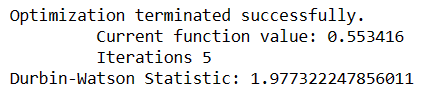 Optimization terminated successfully.
Current function value: 0.553416
Iterations 5
Durbin-Watson Statistic: 1.977322247856011